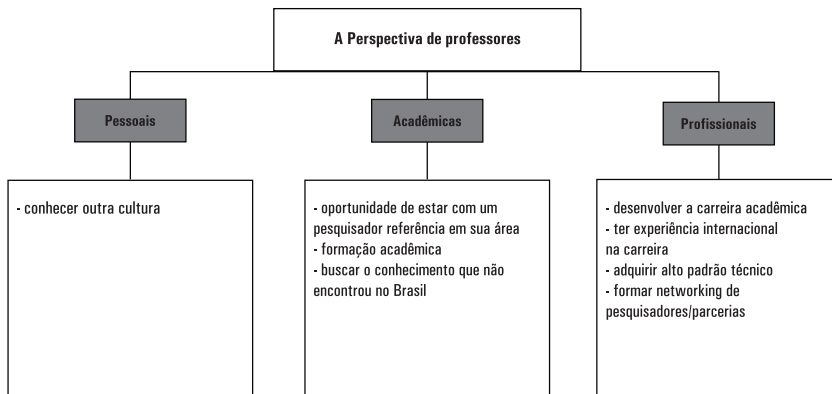 A Perspectiva de professores
Pessoais
Acadêmicas
Profissionais
- conhecer outra cultura
- oportunidade de estar com um
pesquisador referência em sua área
- formação acadêmica
- buscar o conhecimento que não
encontrou no Brasil
- desenvolver a carreira acadêmica
- ter experiência internacional
na carreira
- adquirir alto padrão técnico
- formar networking de
pesquisadores/parcerias